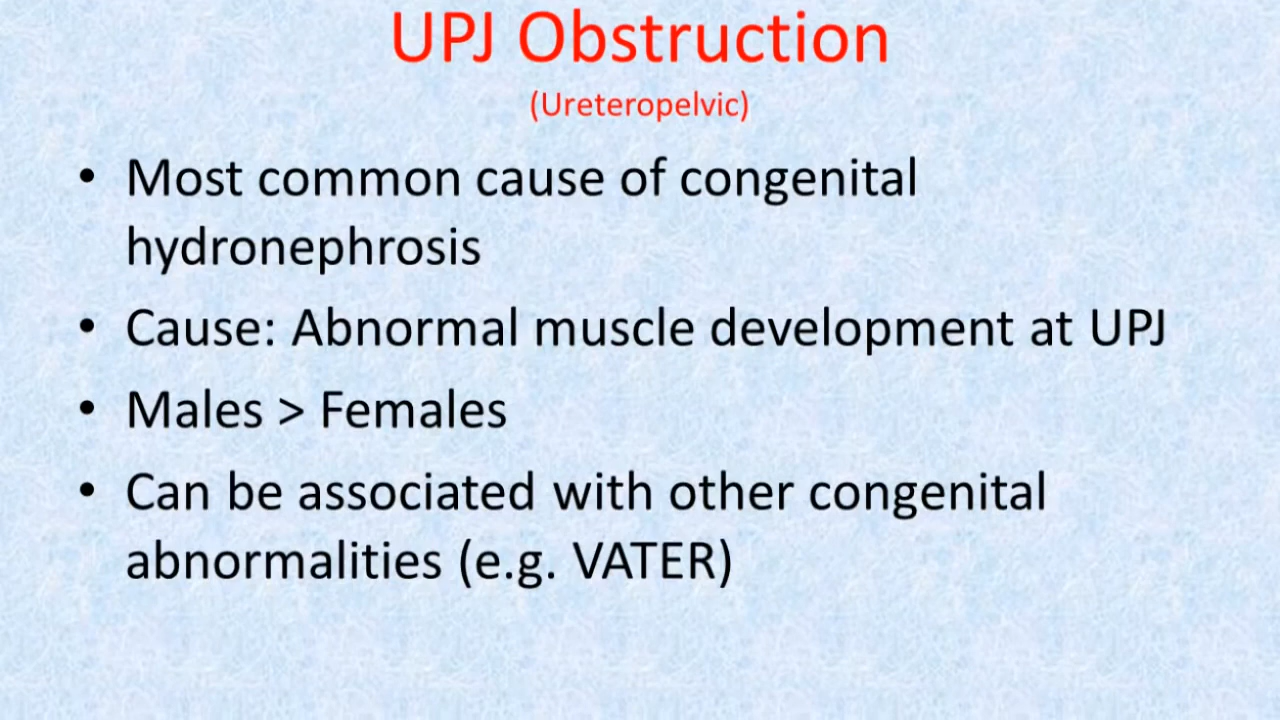 UPJ Obstruction
(Ureteropelvic)
• Most common cause of congenital
hydronephrosis
• Cause: Abnormal muscle development at UPJ
• Males > Females
• Can be associated with other congenital
abnormalities (e.g. VATER)